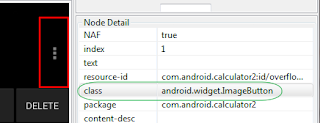 Node Detail
NAF true
index 1
text
resource-id com.android.calculator2:id/overflo...
class android.widget.ImageButton
package com.android.calculator2
content-desc
DELETE